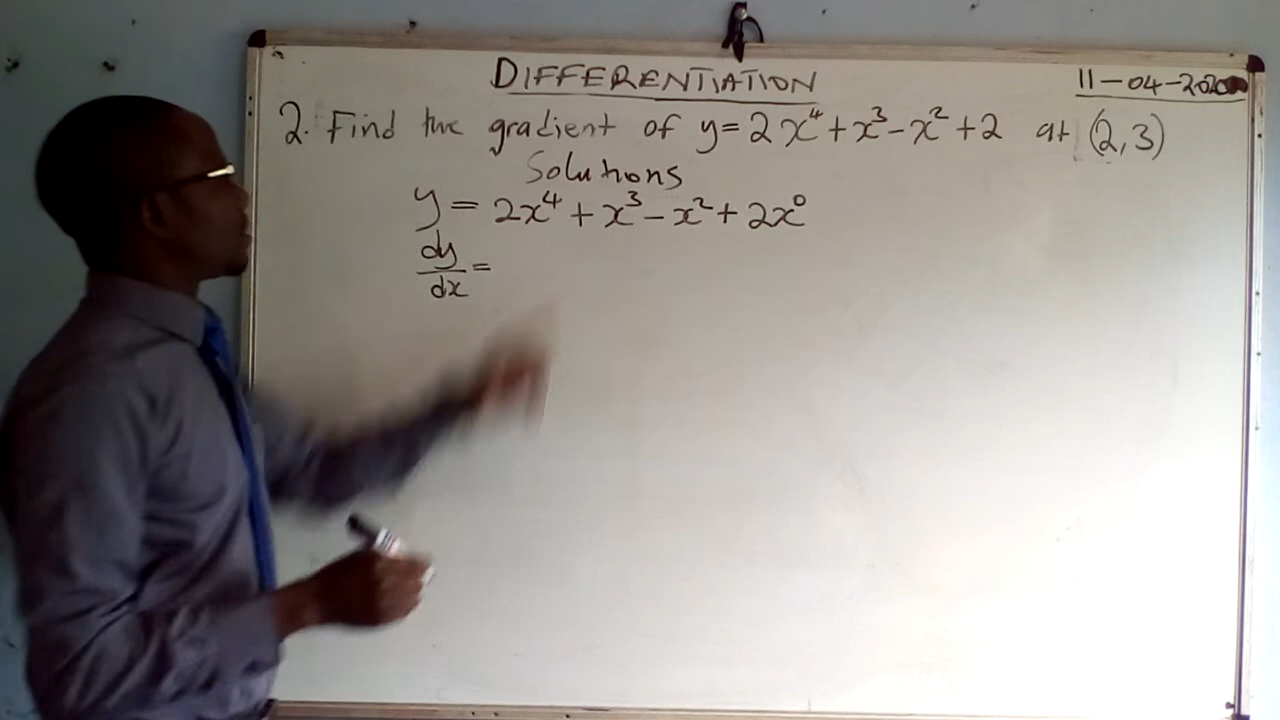 DIFFERENTIATION
11-04-2020
2. Find the gradient of y=2x⁴+x³-x²+2 at (2,3)
Solutions
y = 2x⁴+x³-x²+2x⁰
dy/dx =